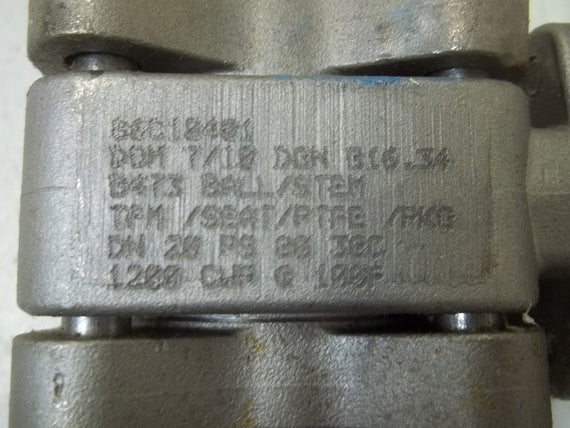 DOM 7/10 DGN B16.34
B473 BALL/STEM
TFM /SEAT/PTFE /PKG
DN 20 PS 80 38C
1200 CWP @ 100F